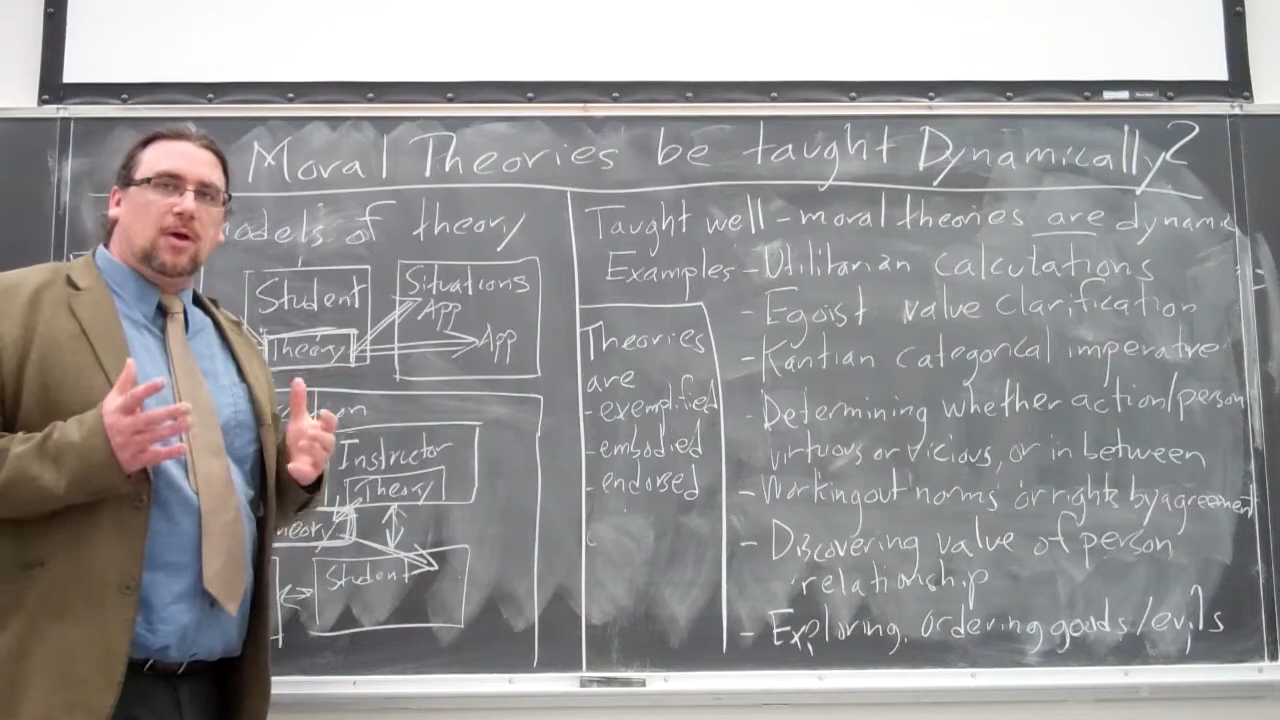 Moral Theories be taught Dynamically?
odels of theory
Student
Theory
Situations
App
App
Instructor
Theory
heory
Student
Taught well - moral theories are dynamic
Examples - Utilitarian calculations
- Egoist value clarification
- Kantian categorical imperative
- Determining whether action/person
virtuous or vicious, or in between
- Working out norms or rights by agreement
- Discovering value of person,
relationship
- Exploring, ordering goods/evils
Theories
are
- exemplified
- embodied
- endorsed